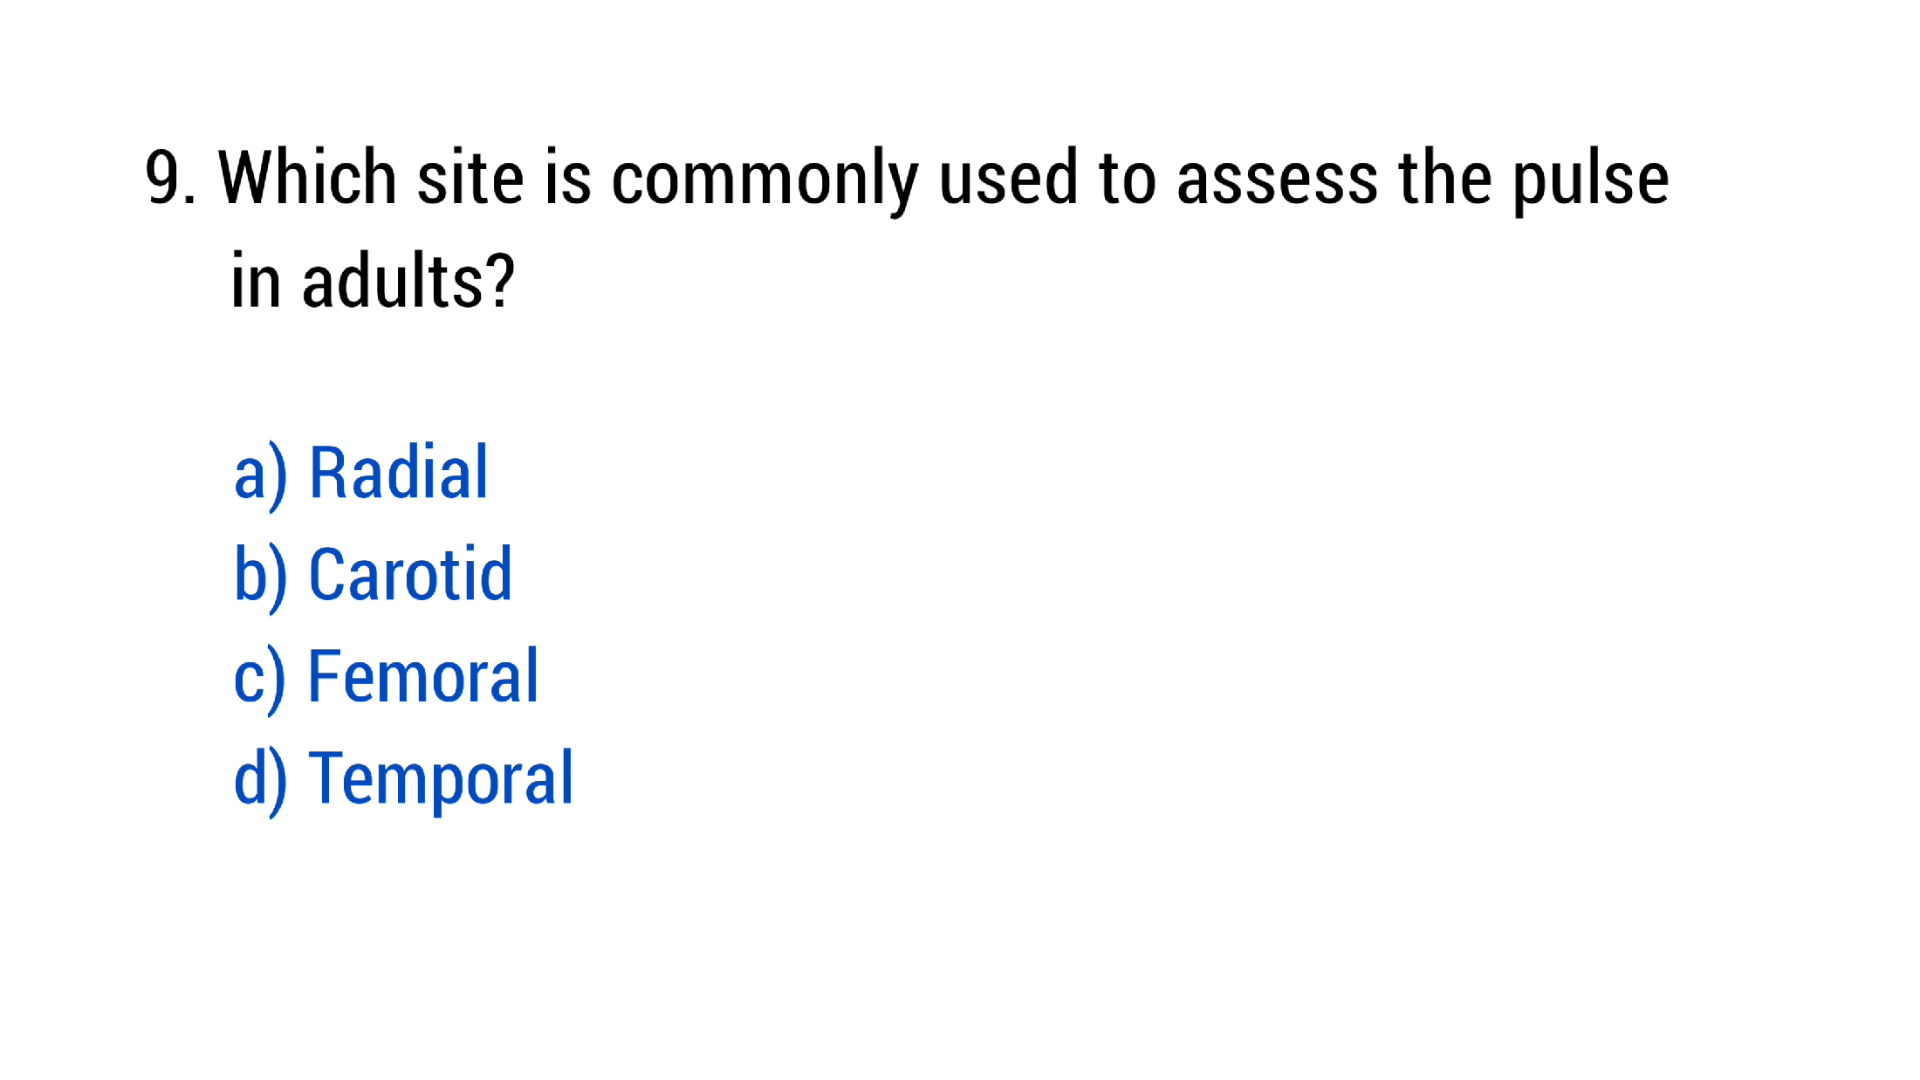 9. Which site is commonly used to assess the pulse
in adults?
a) Radial
b) Carotid
c) Femoral
d) Temporal